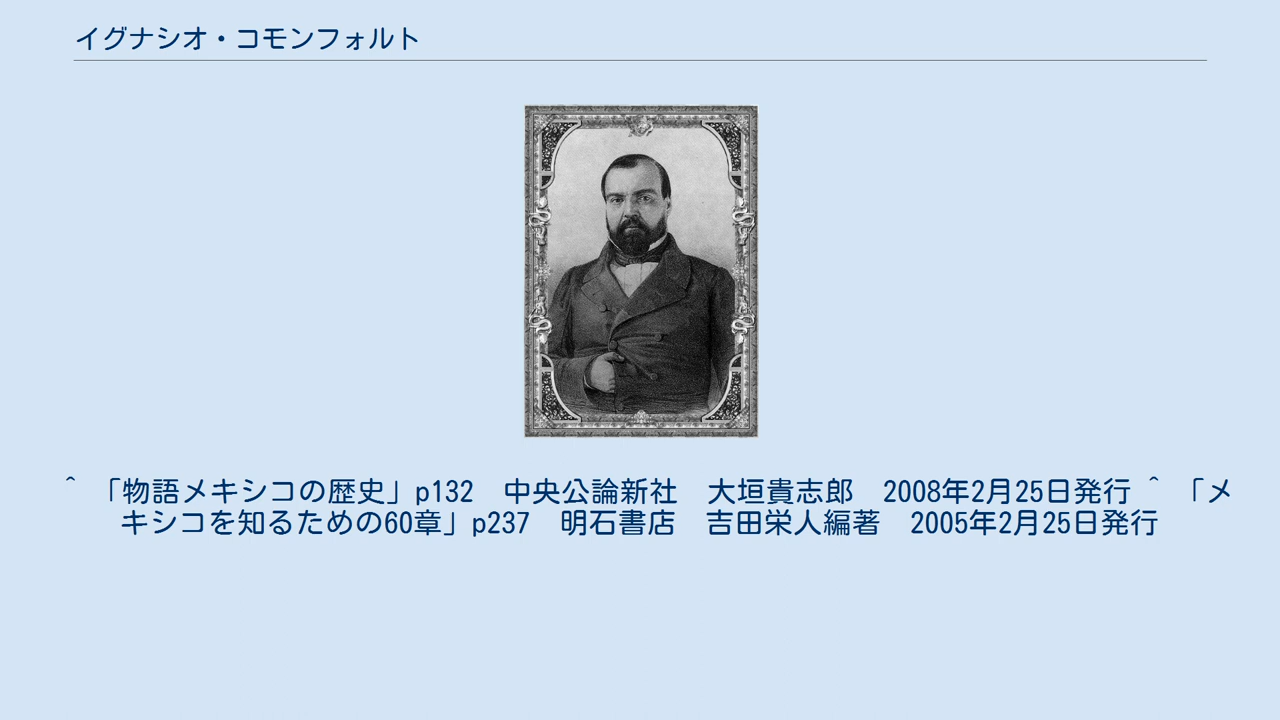 イグナシオ・コモンフォルト
^ 「物語メキシコの歴史」p132　中央公論新社　大垣貴志郎　2008年2月25日発行 ^ 「メ
キシコを知るための60章」p237　明石書店　吉田栄人編著　2005年2月25日発行